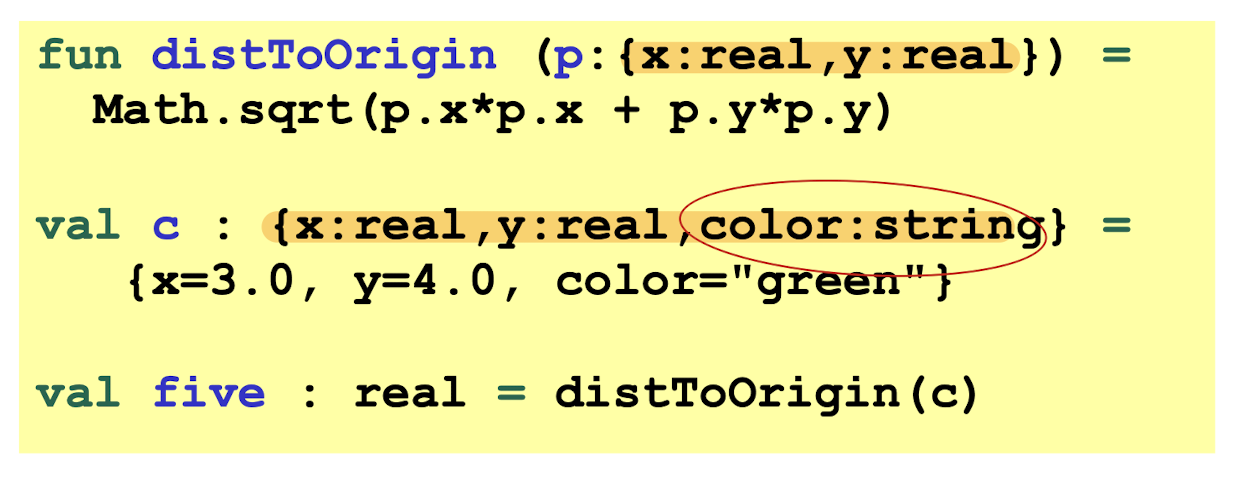 fun distToOrigin (p:{x:real,y:real}) =
Math.sqrt(p.x*p.x + p.y*p.y)
val c : {x:real,y:real,color:string} =
{x=3.0, y=4.0, color="green"}
val five : real = distToOrigin(c)